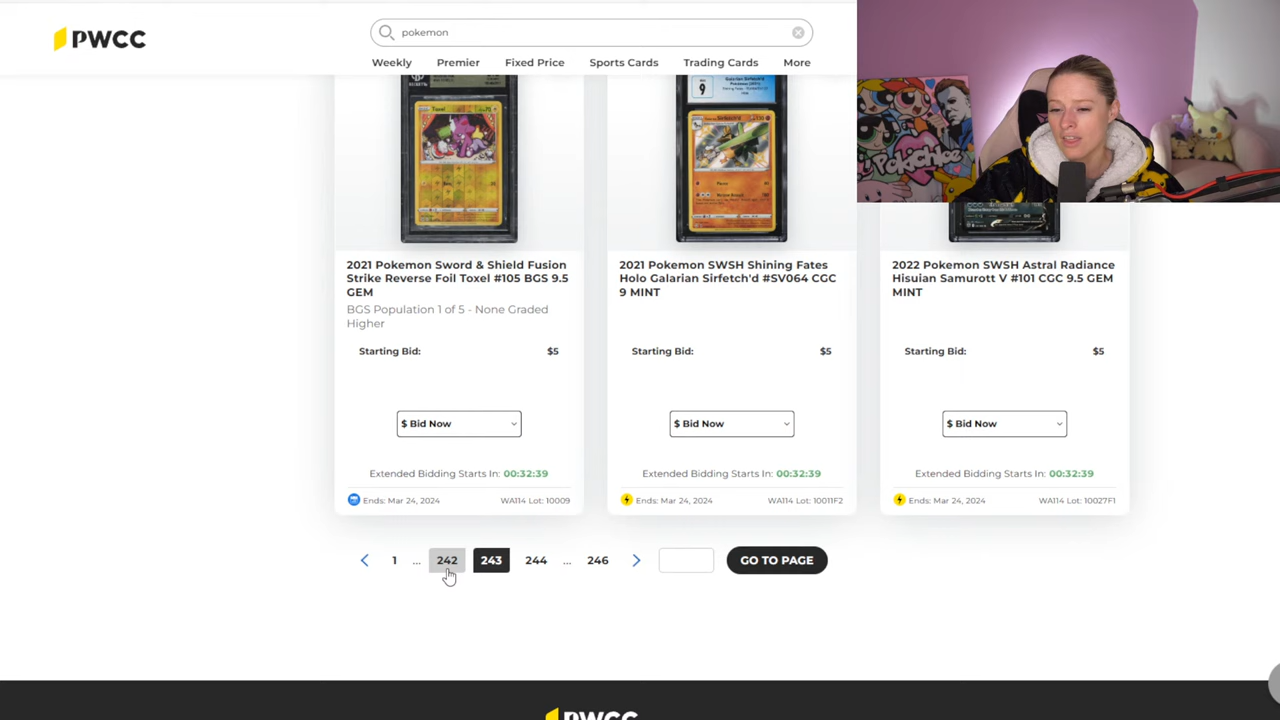 PWCC
pokemon
Weekly
Premier
Fixed Price
Sports Cards
Trading Cards
More
Toxel
9
2021 Pokemon Sword & Shield Fusion
Strike Reverse Foil Toxel #105 BGS 9.5
GEM
BGS Population 1 of 5 - None Graded
Higher
Starting Bid:
$5
$ Bid Now
Extended Bidding Starts In: 00:32:39
Ends: Mar 24, 2024
WA114 Lot: 10009
2021 Pokemon SWSH Shining Fates
Holo Galarian Sirfetch'd #SV064 CGC
9 MINT
Starting Bid:
$5
$ Bid Now
Extended Bidding Starts In: 00:32:39
Ends: Mar 24, 2024
WA114 Lot: 10011F2
2022 Pokemon SWSH Astral Radiance
Hisuian Samurott V #101 CGC 9.5 GEM
MINT
Starting Bid:
$5
$ Bid Now
Extended Bidding Starts In: 00:32:39
Ends: Mar 24, 2024
WA114 Lot: 10027F1
1 ... 242 243 244 ... 246
GO TO PAGE
PWCC
PokiChloe